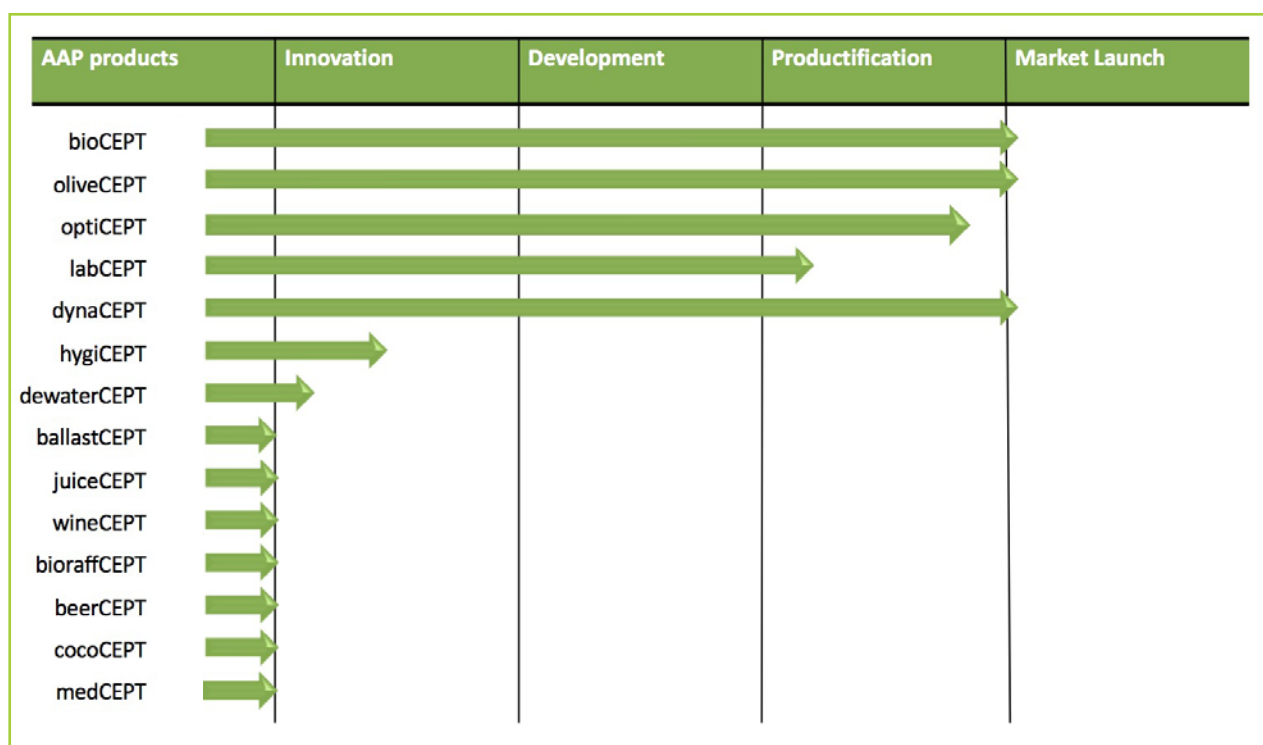 AAP products Innovation Development Productification Market Launch
bioCEPT
oliveCEPT
optiCEPT
labCEPT
dynaCEPT
hygiCEPT
dewaterCEPT
ballastCEPT
juiceCEPT
wineCEPT
bioraffCEPT
beerCEPT
cocoCEPT
medCEPT